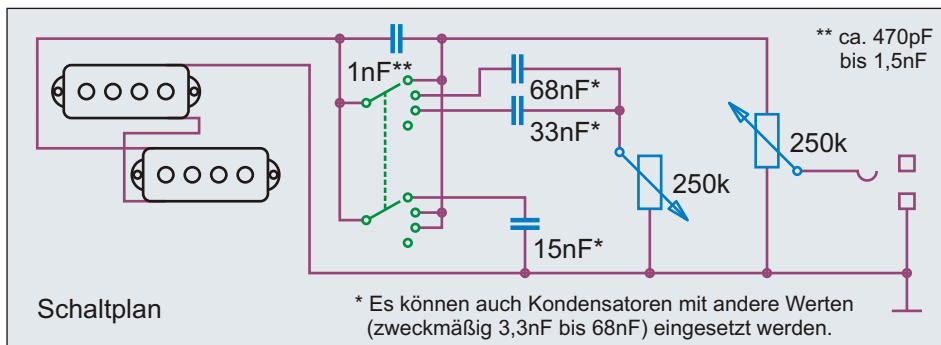 1nF**
68nF*
33nF*
** ca. 470pF
bis 1,5nF
250k
250k
15nF*
Schaltplan
* Es können auch Kondensatoren mit andere Werten
(zweckmäßig 3,3nF bis 68nF) eingesetzt werden.